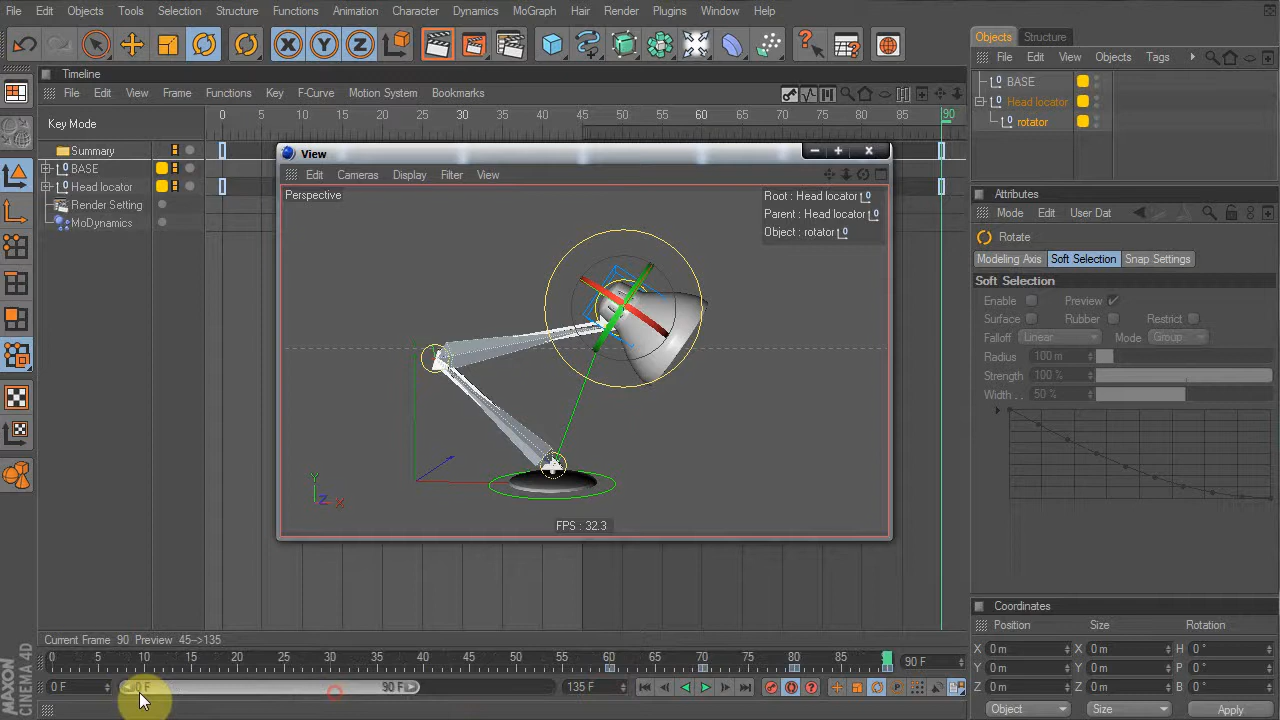 File Edit Objects Tools Selection Structure Functions Animation Character Dynamics MoGraph Hair Render Plugins Window Help
Timeline
File Edit View Frame Functions Key F-Curve Motion System Bookmarks
Key Mode
0 5 10 15 20 25 30 35 40 45 50 55 60 65 70 75 80 85 90
Summary
BASE
Head locator
Render Setting
MoDynamics
View
Edit Cameras Display Filter View
Perspective
Root : Head locator
Parent : Head locator
Object : rotator
Y
Z
X
FPS : 32.3
Objects Structure
File Edit View Objects Tags
BASE
Head locator
rotator
Attributes
Mode Edit User Dat
Rotate
Modeling Axis Soft Selection Snap Settings
Soft Selection
Enable Preview
Surface Rubber Restrict
Falloff Linear Mode Group
Radius 100 m
Strength 100 %
Width . . 50 %
Coordinates
Position Size Rotation
X 0 m X 0 m H 0 °
Y 0 m Y 0 m P 0 °
Z 0 m Z 0 m B 0 °
Object Size Apply
Current Frame 90 Preview 45-->135
0 5 10 15 20 25 30 35 40 45 50 55 60 65 70 75 80 85 90 F
0 F 0 F 90 F 135 F
MAXON
CINEMA 4D